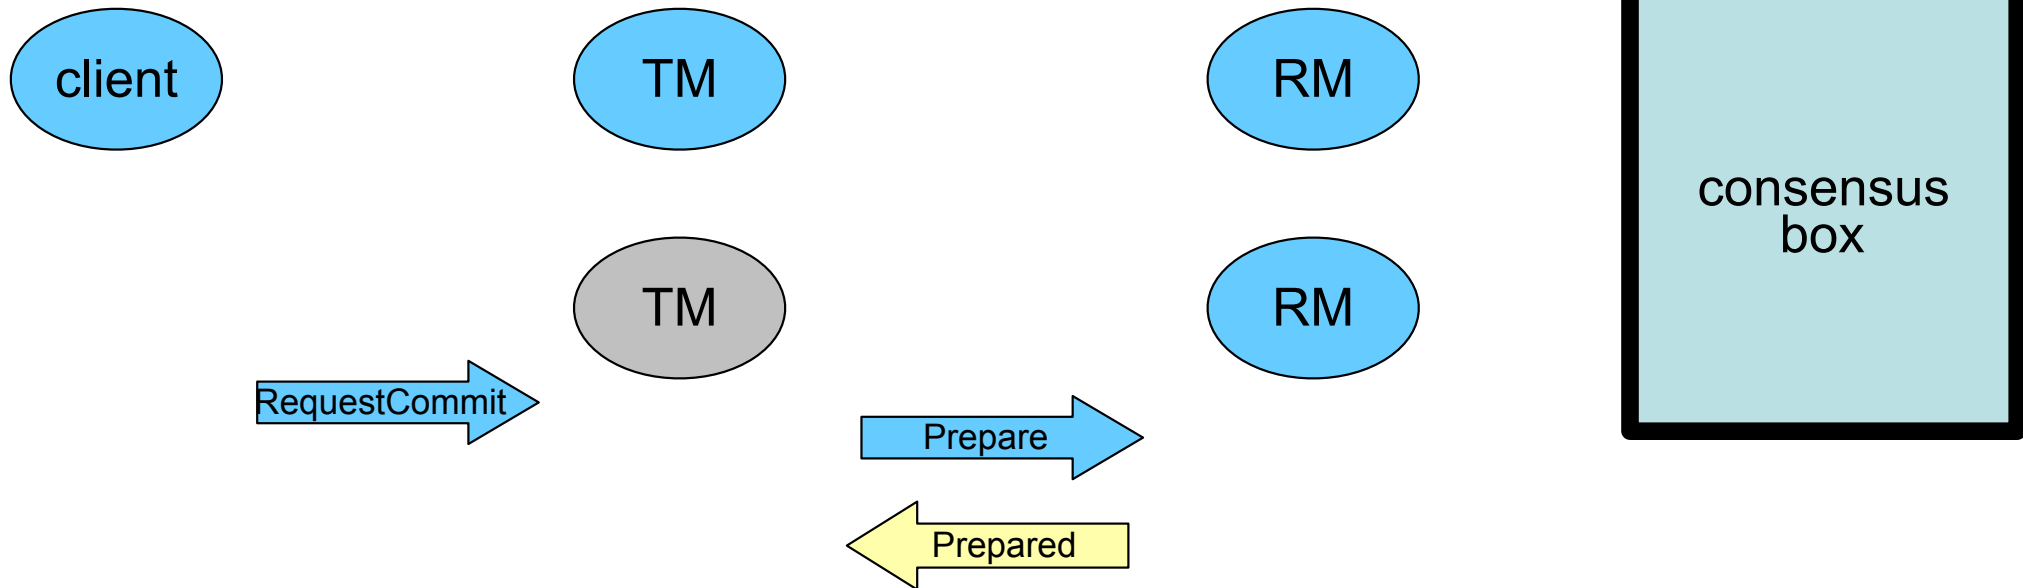 client
TM
RM
consensus
box
TM
RM
RequestCommit
Prepare
Prepared